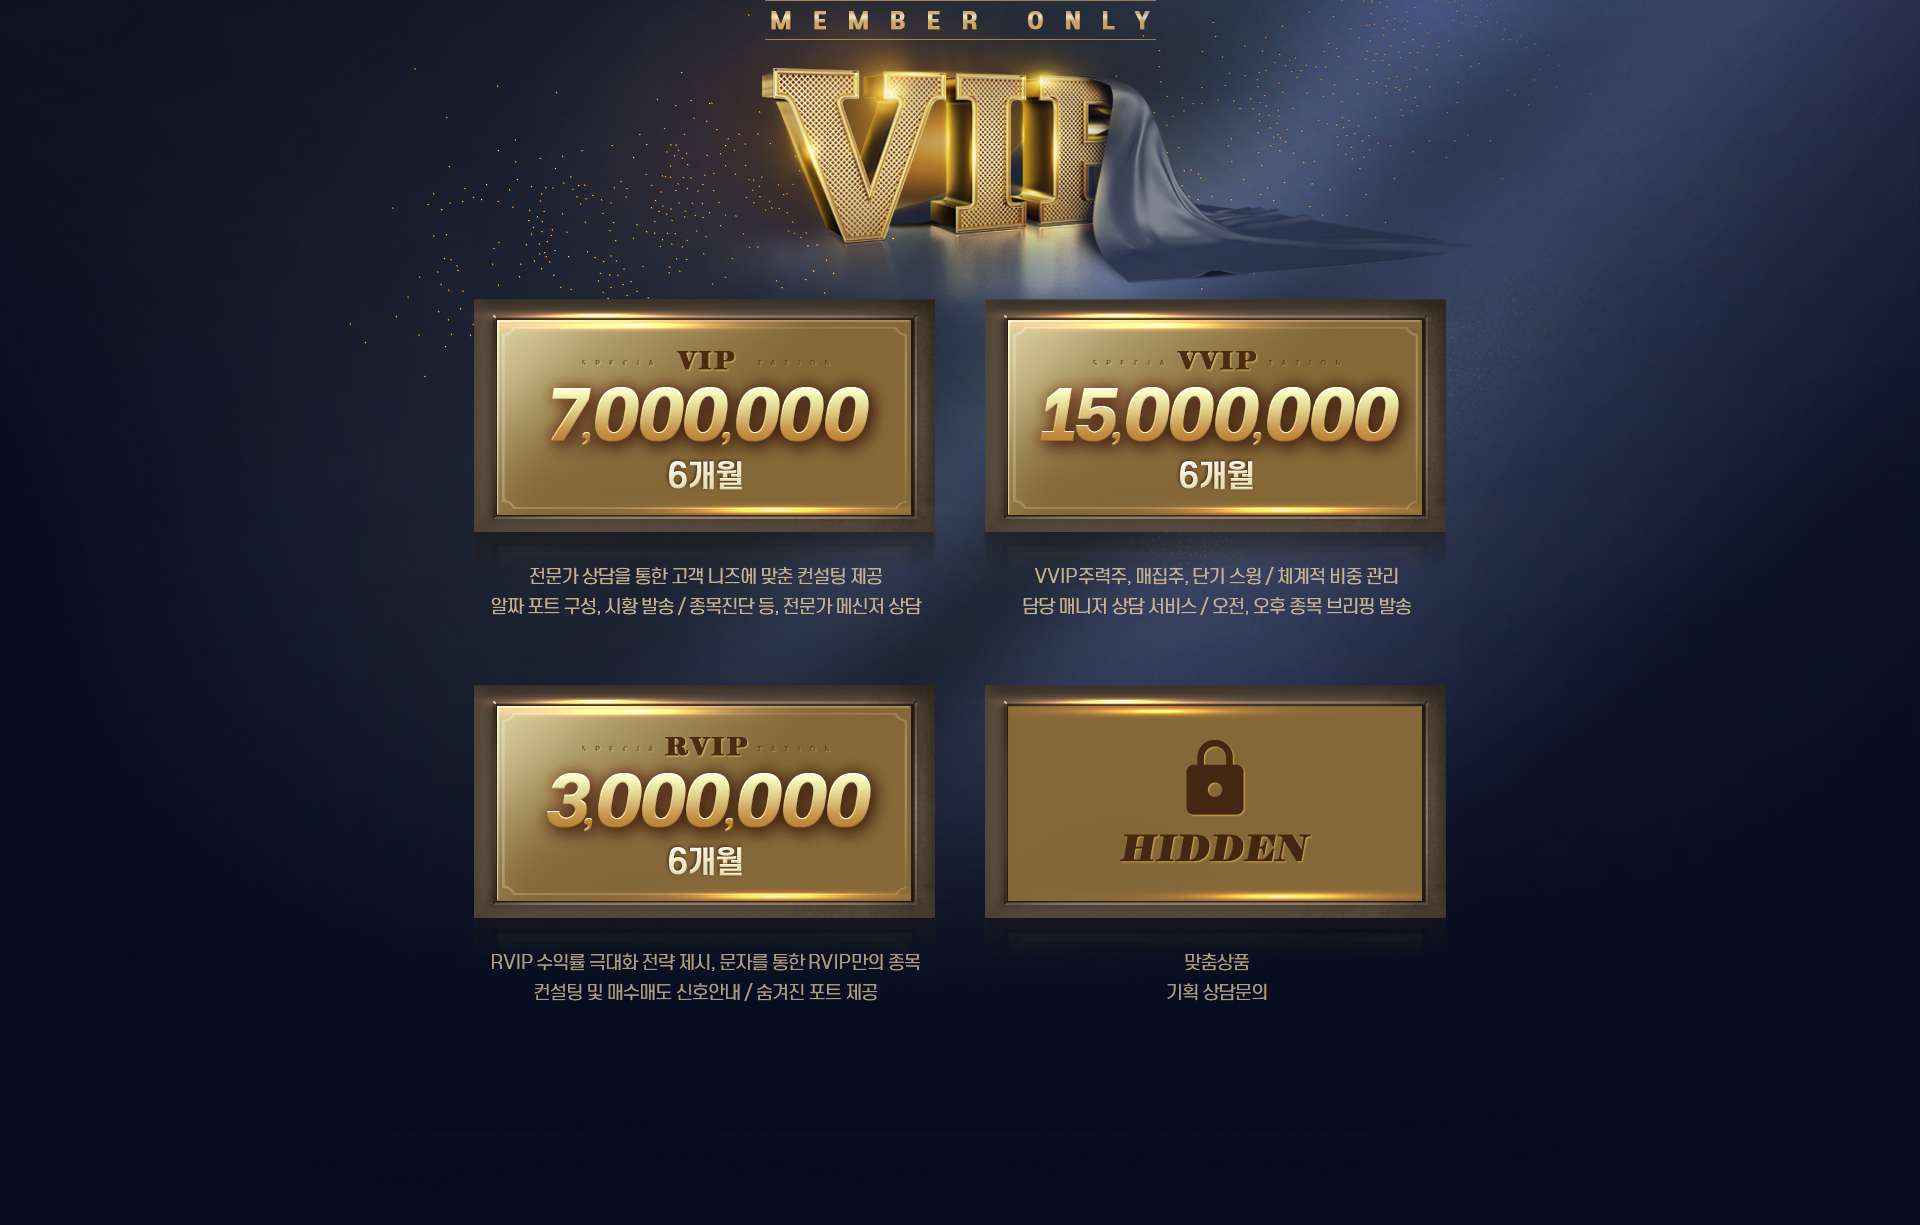 MEMBER ONLY
VIP
VIP
7,000,000
6개월
VVIP
15,000,000
6개월
전문가 상담을 통한 고객 니즈에 맞춘 컨설팅 제공
알짜 포트 구성, 시황 발송 / 종목진단 등, 전문가 메신저 상담
VVIP주력주, 매집주, 단기 스윙 / 체계적 비중 관리
담당 매니저 상담 서비스 / 오전, 오후 종목 브리핑 발송
RVIP
3,000,000
6개월
HIDDEN
RVIP 수익률 극대화 전략 제시, 문자를 통한 RVIP만의 종목
컨설팅 및 매수매도 신호안내 / 숨겨진 포트 제공
맞춤상품
기획 상담문의